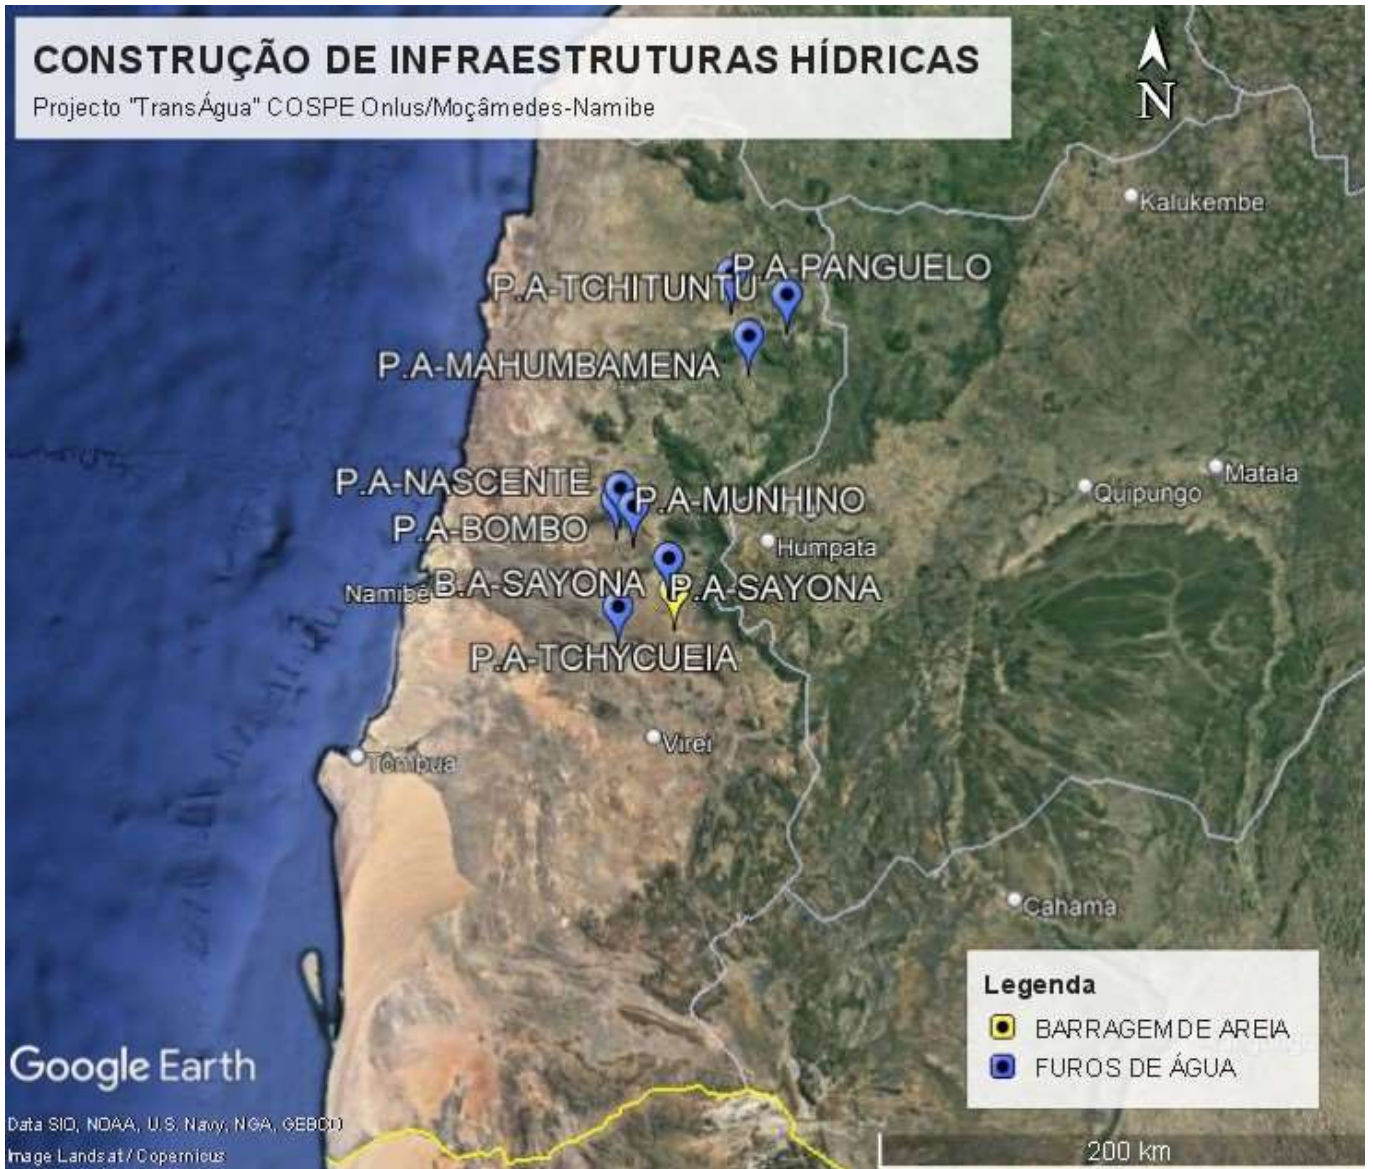 CONSTRUÇÃO DE INFRAESTRUTURAS HÍDRICAS
Projecto "TransÁgua" COSPE Onlus/Moçâmedes-Namibe
N
Kalukembe
P.A-PANGUELO
P.A-TCHITUNTU
P.A-MAHUMBAMENA
Matala
P.A-NASCENTE
Quipungo
P.A-MUNHINO
P.A-BOMBO
Humpata
B.A-SAYONA
P.A-SAYONA
Namibe
P.A-TCHYCUEIA
Virei
Tômbua
Cahama
Legenda
BARRAGEM DE AREIA
FUROS DE ÁGUA
Google Earth
Data SIO, NOAA, U.S. Navy, NGA, GEBCO
Image Landsat / Copernicus
200 km